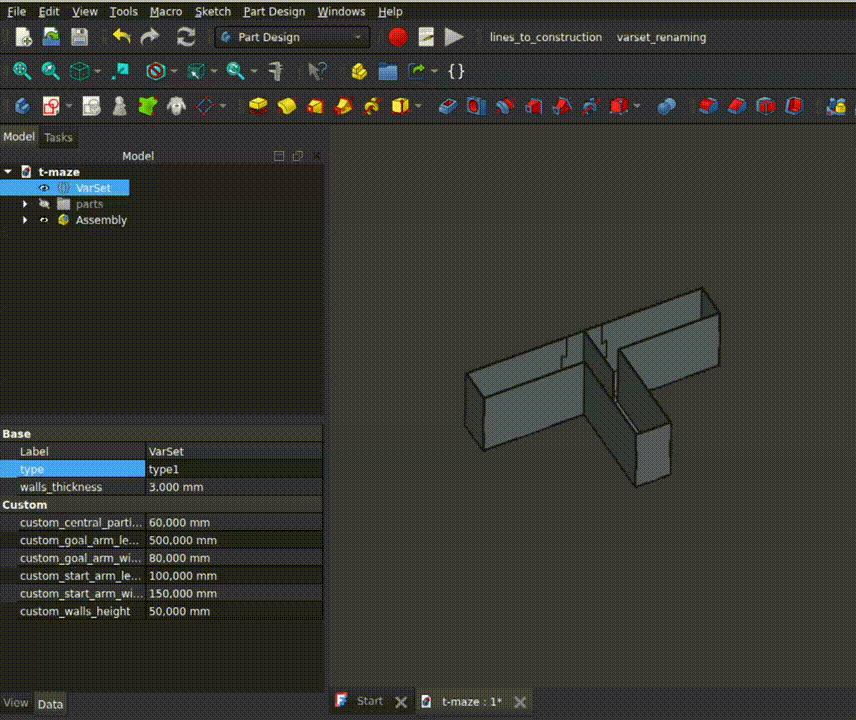 File Edit View Tools Macro Sketch Part Design Windows Help
Part Design lines_to_construction varset_renaming
{}
Model Tasks
Model
t-maze
VarSet
parts
Assembly
Base
Label VarSet
type type1
walls_thickness 3,000 mm
Custom
custom_central_parti... 60,000 mm
custom_goal_arm_le... 500,000 mm
custom_goal_arm_wi... 80,000 mm
custom_start_arm_le... 100,000 mm
custom_start_arm_wi... 150,000 mm
custom_walls_height 50,000 mm
View Data Start t-maze : 1*